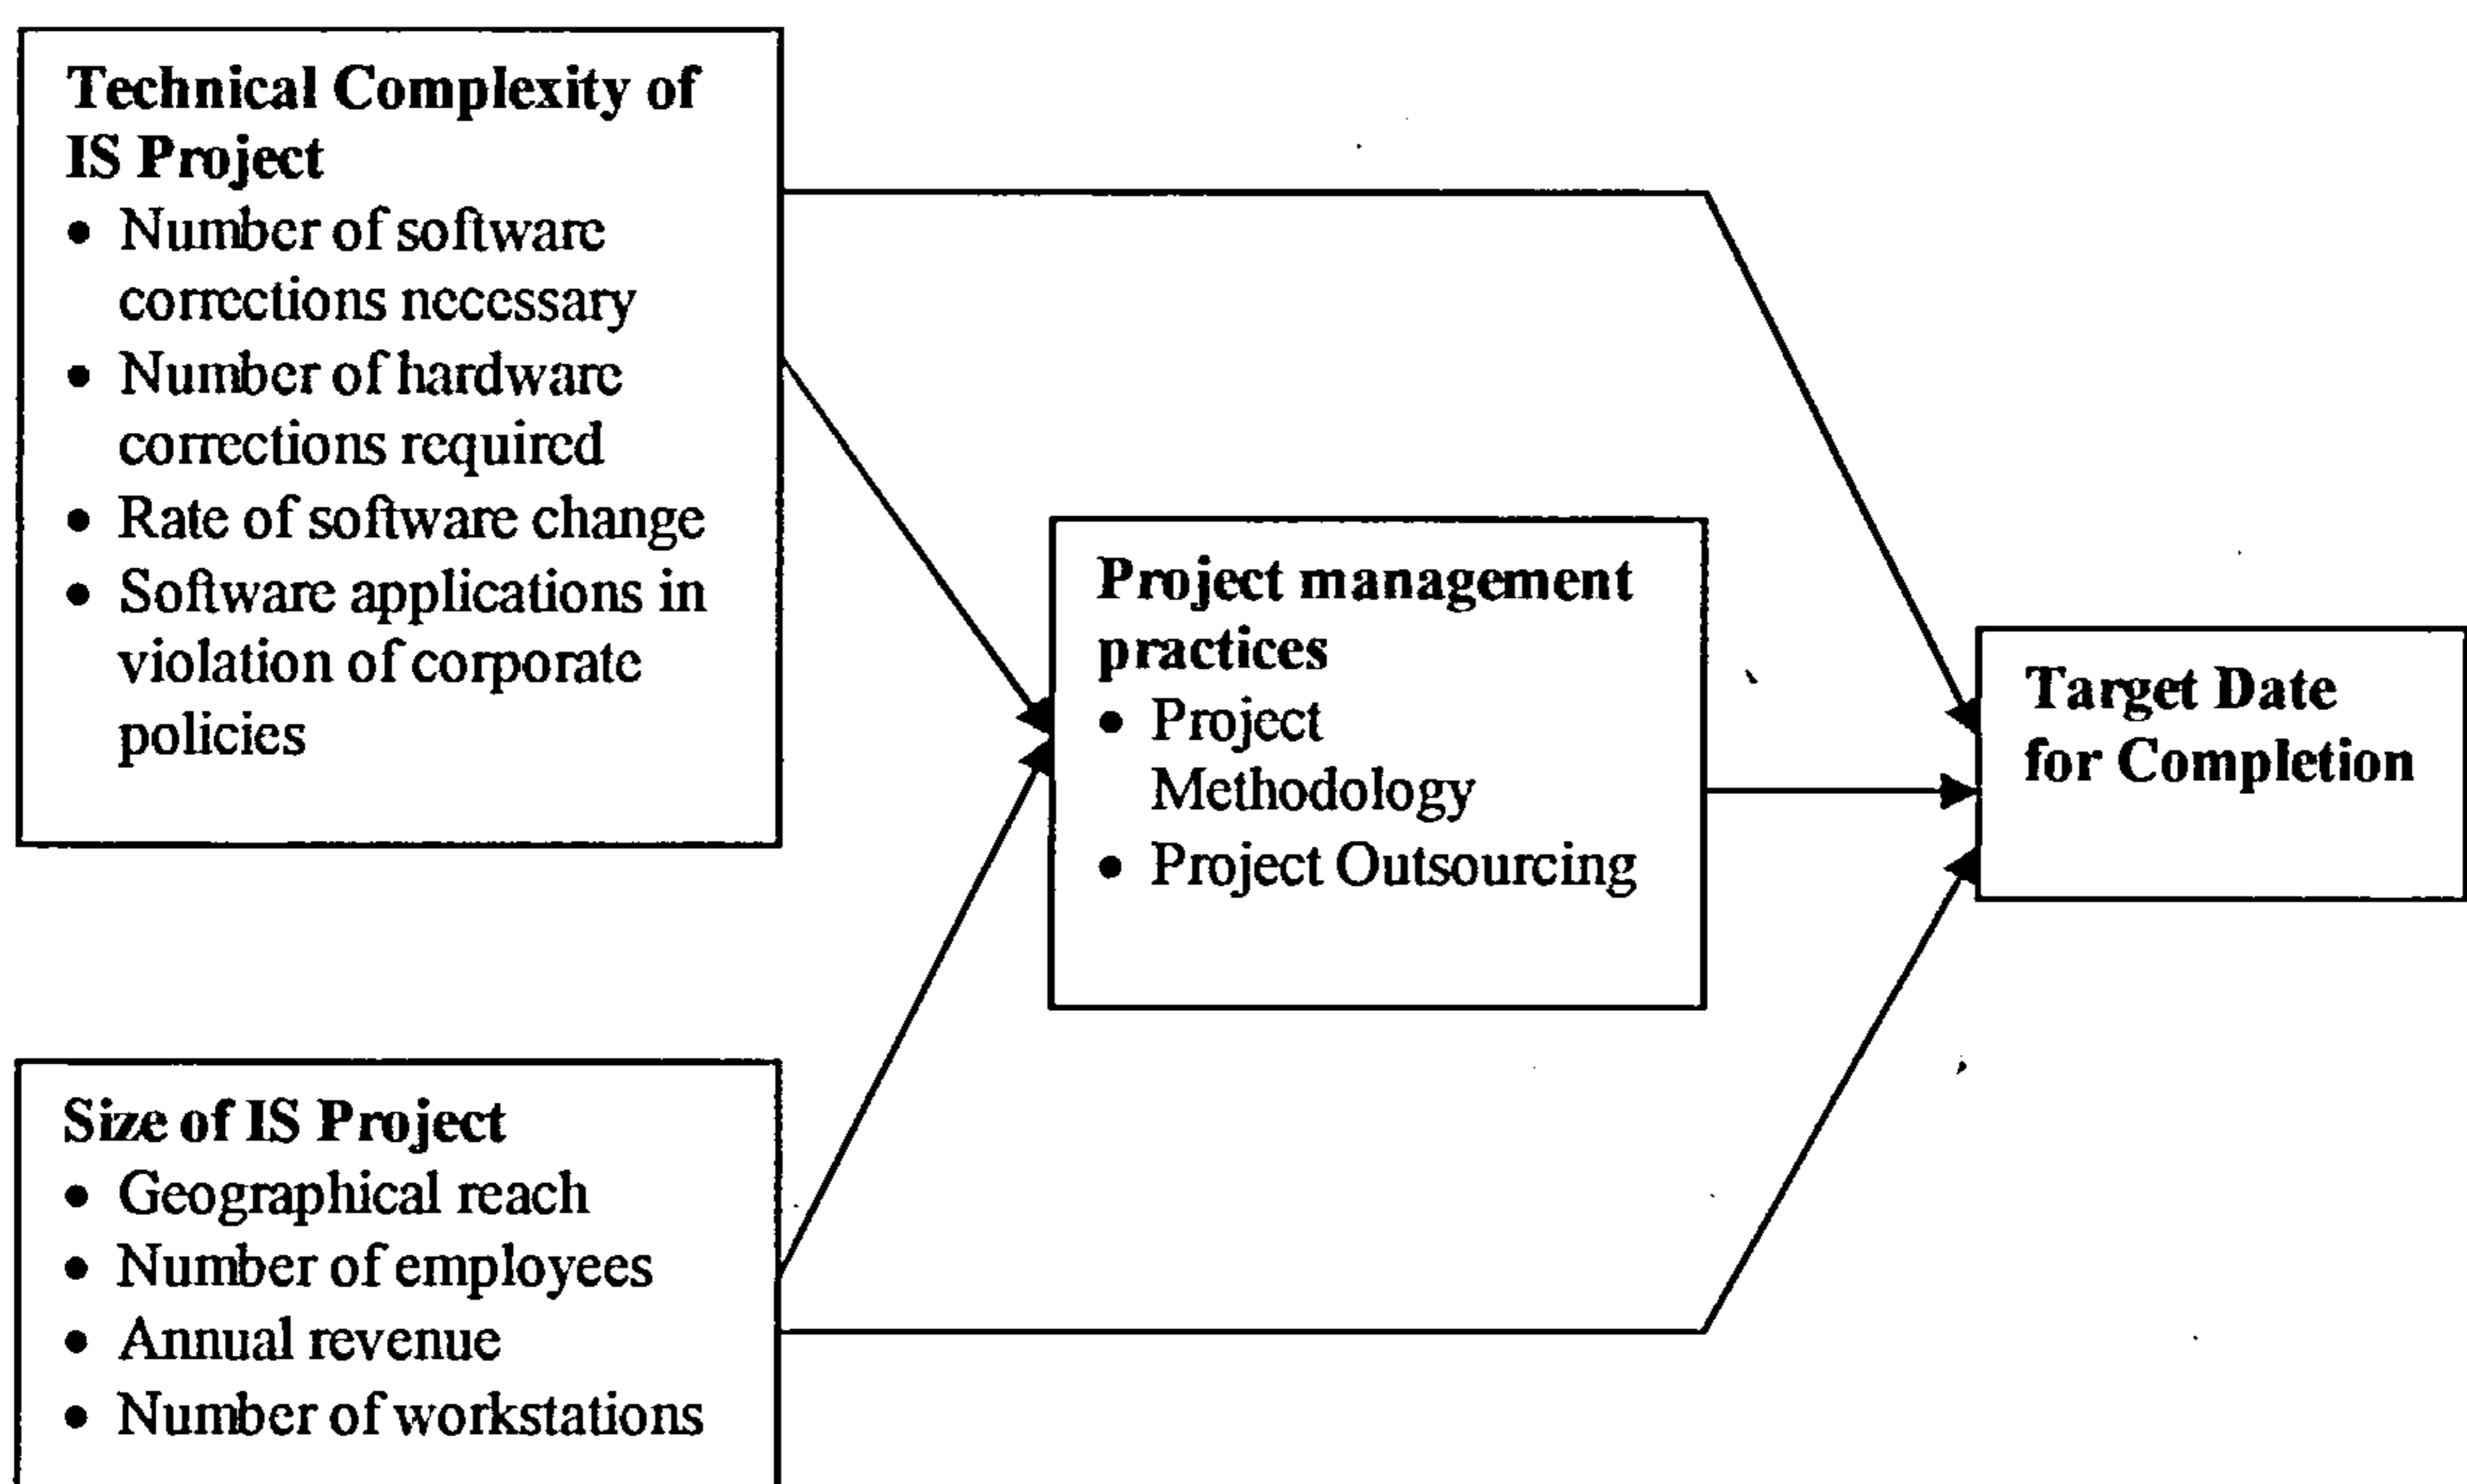 Technical Complexity of
IS Project
• Number of software
corrections necessary
• Number of hardware
corrections required
• Rate of software change
• Software applications in
violation of corporate
policies
Size of IS Project
• Geographical reach
• Number of employees
• Annual revenue
• Number of workstations
Project management
practices
• Project
Methodology
• Project Outsourcing
Target Date
for Completion